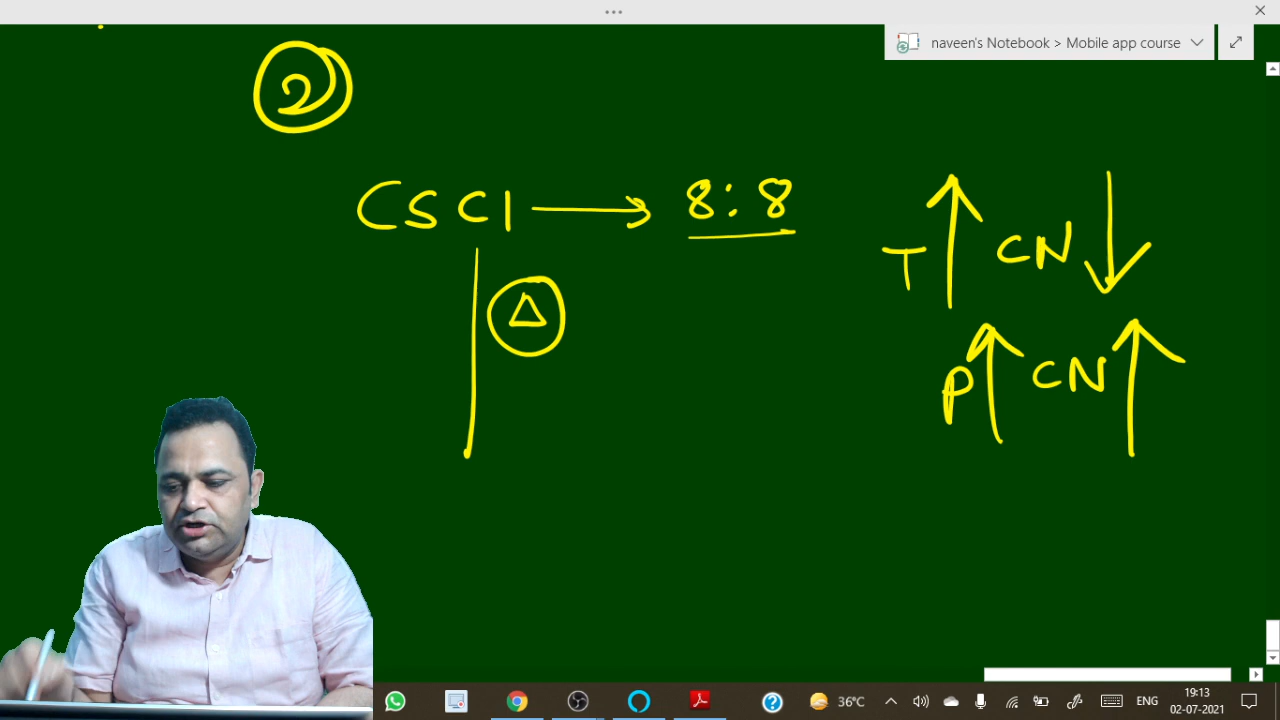 naveen's Notebook > Mobile app course
2
CSCl → 8:8
T ↑ CN ↓
Δ
P ↑ CN ↑
36°C
ENG
19:13
02-07-2021